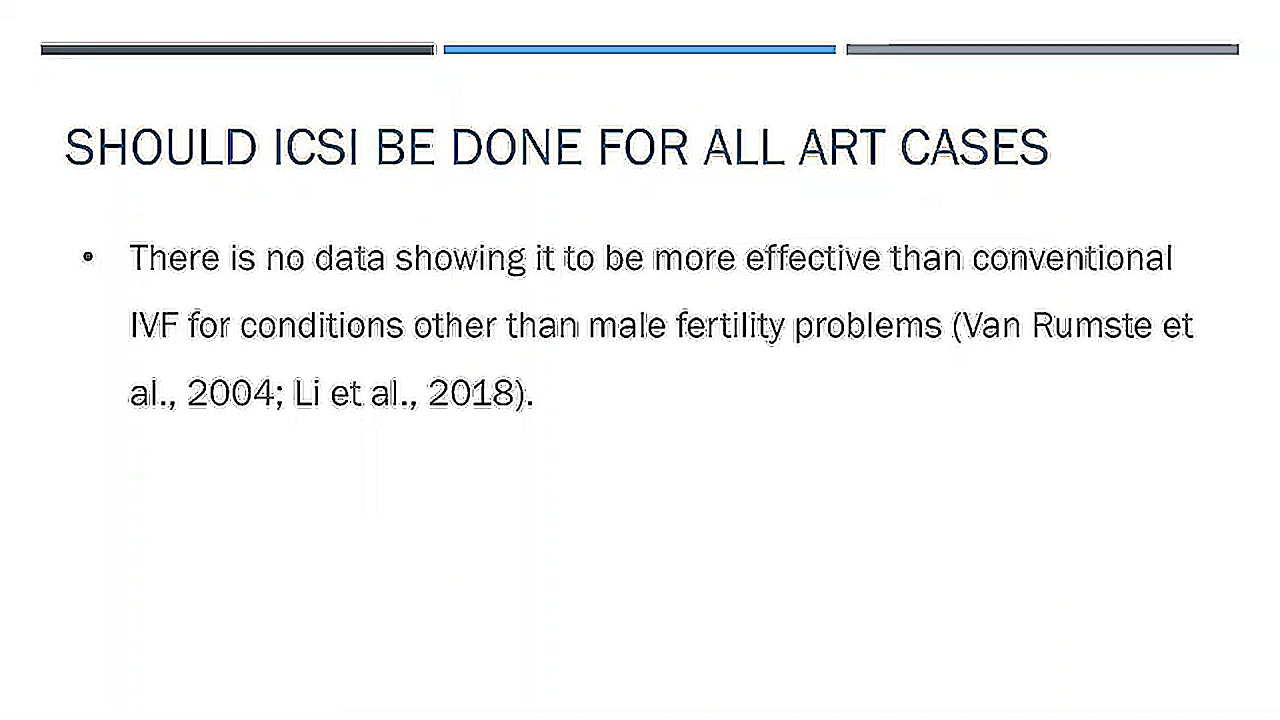 SHOULD ICSI BE DONE FOR ALL ART CASES
• There is no data showing it to be more effective than conventional
IVF for conditions other than male fertility problems (Van Rumste et
al., 2004; Li et al., 2018).